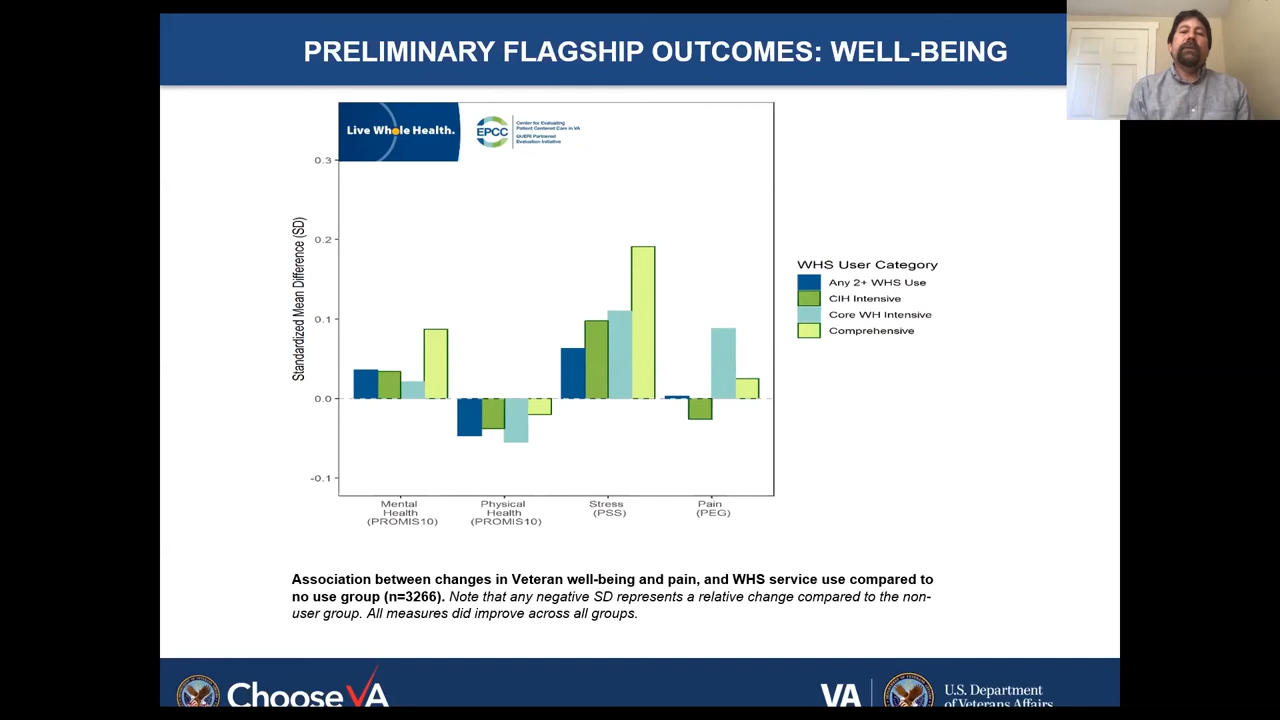 PRELIMINARY FLAGSHIP OUTCOMES: WELL-BEING
Live Whole Health.
EPCC
Center for Evaluating
Patient Centered Care in VA
QUERI Partnered
Evaluation Initiative
Standardized Mean Difference (SD)
0.3
0.2
0.1
0.0
-0.1
Mental
Health
(PROMIS10)
Physical
Health
(PROMIS10)
Stress
(PSS)
Pain
(PEG)
WHS User Category
Any 2+ WHS Use
CIH Intensive
Core WH Intensive
Comprehensive
Association between changes in Veteran well-being and pain, and WHS service use compared to
no use group (n=3266). Note that any negative SD represents a relative change compared to the non-
user group. All measures did improve across all groups.
Choose VA
VA
U.S. Department
of Veterans Affairs